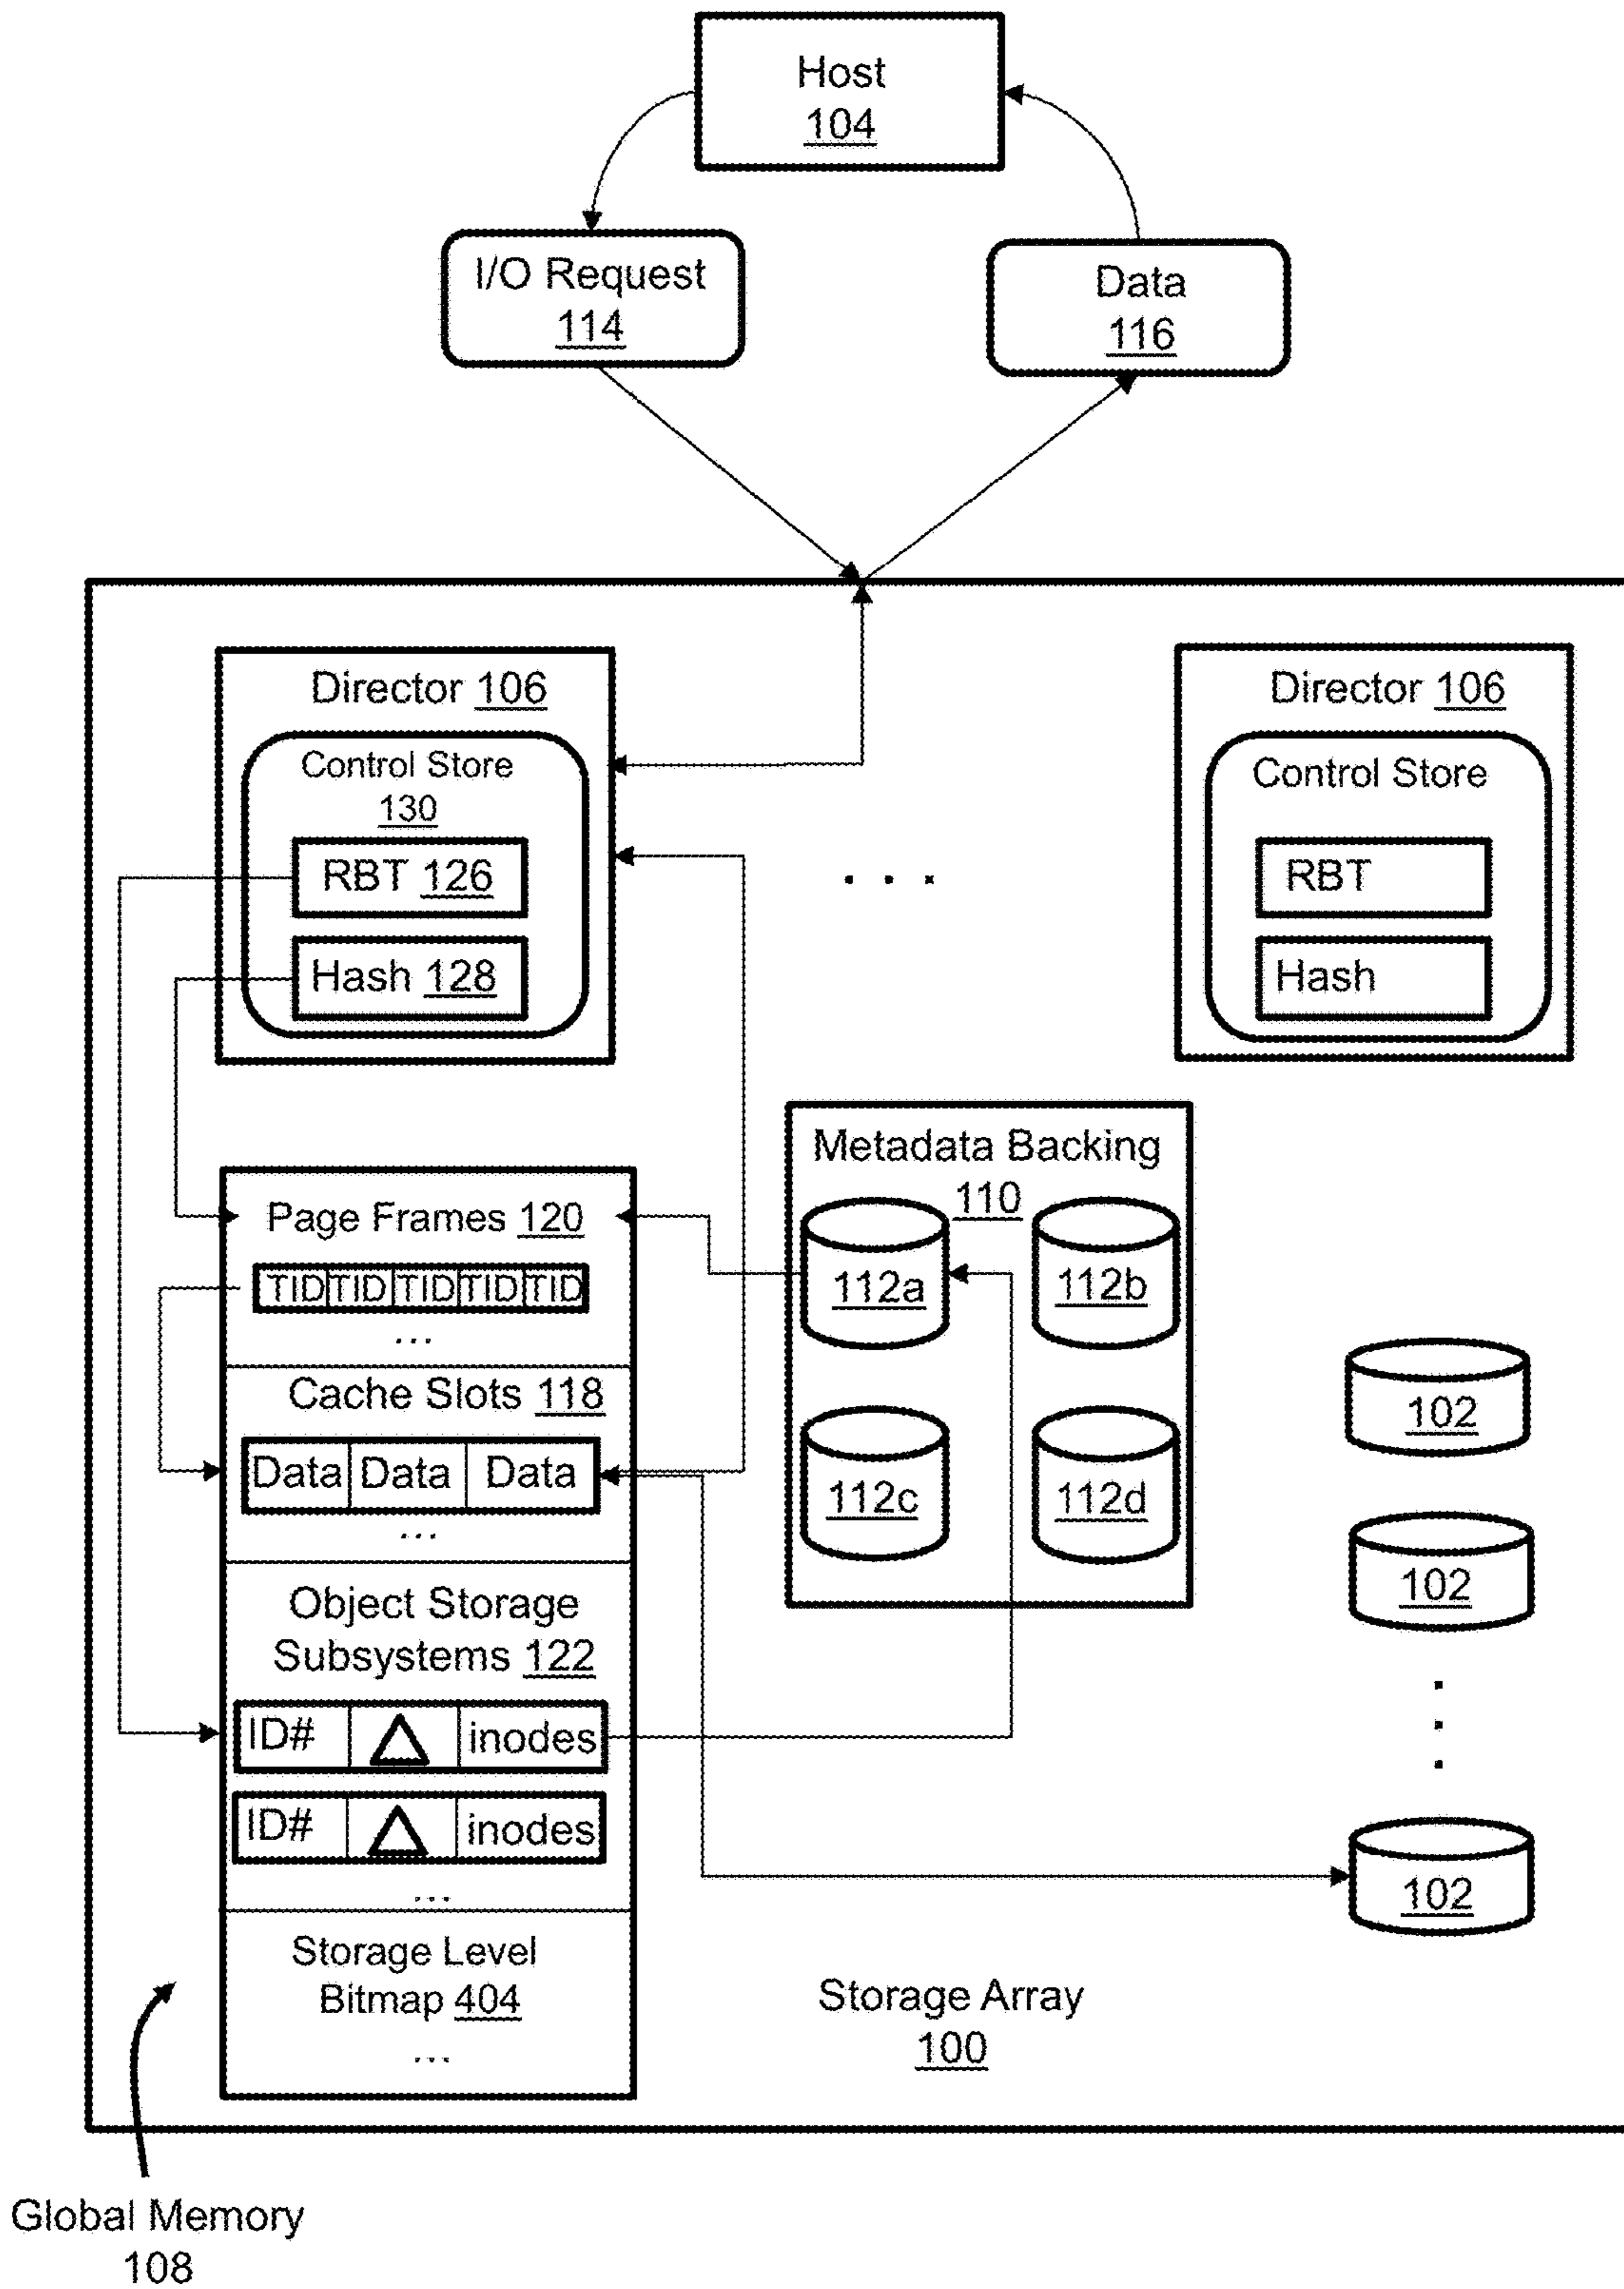 Host
104
I/O Request
114
Data
116
Director 106
Control Store
130
RBT 126
Hash 128
. . .
Director 106
Control Store
RBT
Hash
Page Frames 120
TID TID TID TID TID
...
Cache Slots 118
Data Data Data
...
Object Storage
Subsystems 122
ID# inodes
ID# inodes
...
Storage Level
Bitmap 404
...
Metadata Backing
110
112a
112b
112c
112d
102
102
102
Storage Array
100
Global Memory
108